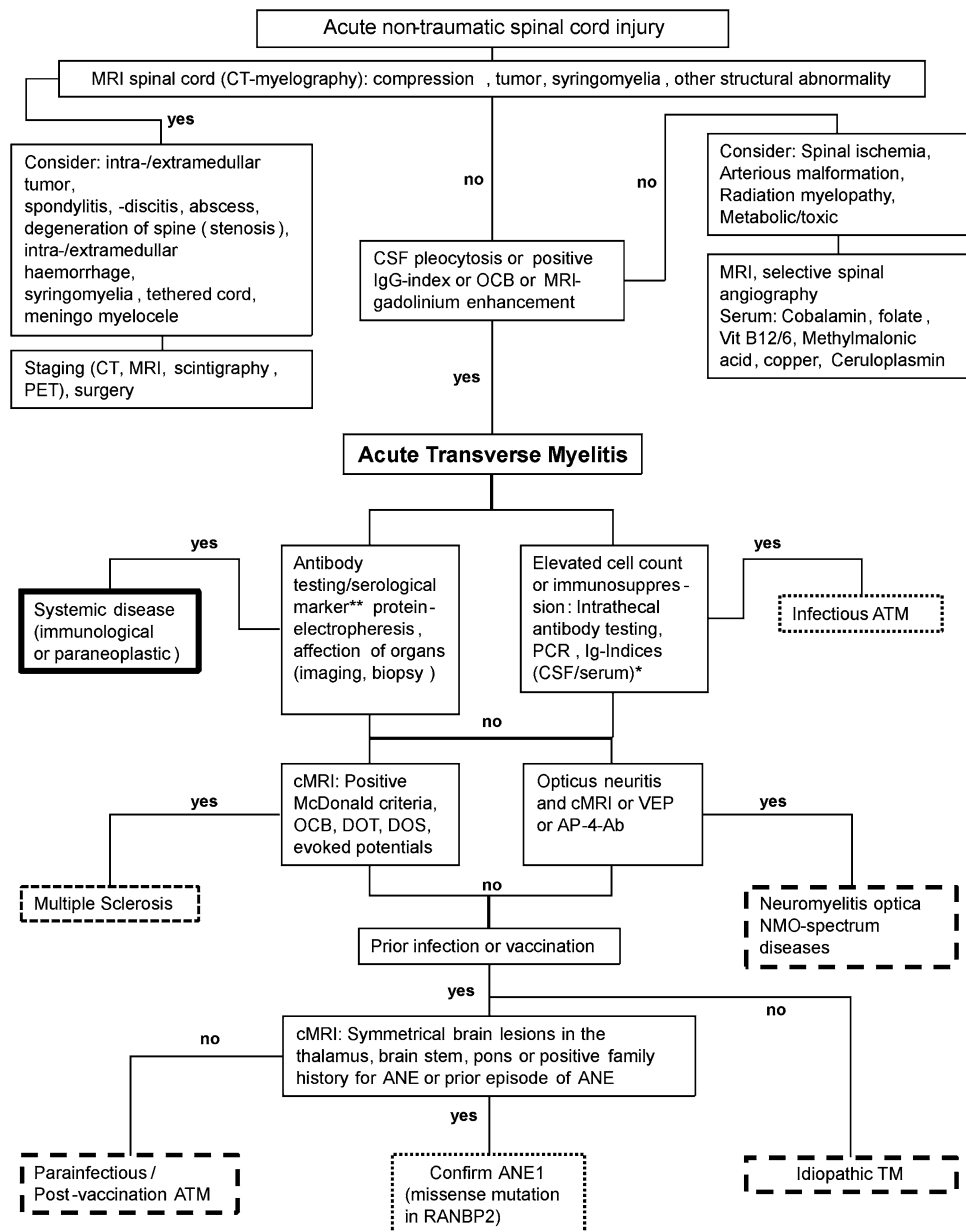 Acute non-traumatic spinal cord injury
MRI spinal cord (CT-myelography): compression , tumor, syringomyelia , other structural abnormality
yes
Consider: intra-/extramedullar
tumor,
spondylitis, -discitis, abscess,
degeneration of spine ( stenosis),
intra-/extramedullar
haemorrhage,
syringomyelia , tethered cord,
meningo myelocele
Staging (CT, MRI, scintigraphy ,
PET), surgery
no
no
Consider: Spinal ischemia,
Arterious malformation,
Radiation myelopathy,
Metabolic/toxic
CSF pleocytosis or positive
IgG-index or OCB or MRI-
gadolinium enhancement
MRI, selective spinal
angiography
Serum: Cobalamin, folate ,
Vit B12/6, Methylmalonic
acid , copper, Ceruloplasmin
yes
Acute Transverse Myelitis
yes
Antibody
testing/serological
marker** protein-
electropheresis ,
affection of organs
(imaging, biopsy )
Elevated cell count
or immunosuppres-
sion: Intrathecal
antibody testing,
PCR , Ig-Indices
(CSF/serum)*
yes
Systemic disease
(immunological
or paraneoplastic )
Infectious ATM
no
yes
cMRI: Positive
McDonald criteria,
OCB, DOT, DOS,
evoked potentials
Opticus neuritis
and cMRI or VEP
or AP-4-Ab
yes
Multiple Sclerosis
no
Neuromyelitis optica
NMO-spectrum
diseases
Prior infection or vaccination
yes
no
no
cMRI: Symmetrical brain lesions in the
thalamus, brain stem, pons or positive family
history for ANE or prior episode of ANE
yes
Parainfectious /
Post-vaccination ATM
Confirm ANE1
(missense mutation
in RANBP2)
Idiopathic TM